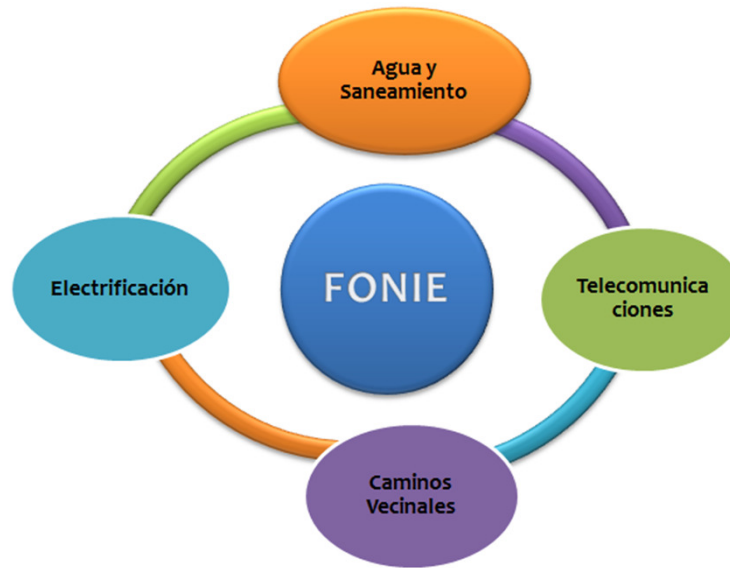 Agua y
Saneamiento
FONIE
Electrificación
Telecomunica
ciones
Caminos
Vecinales